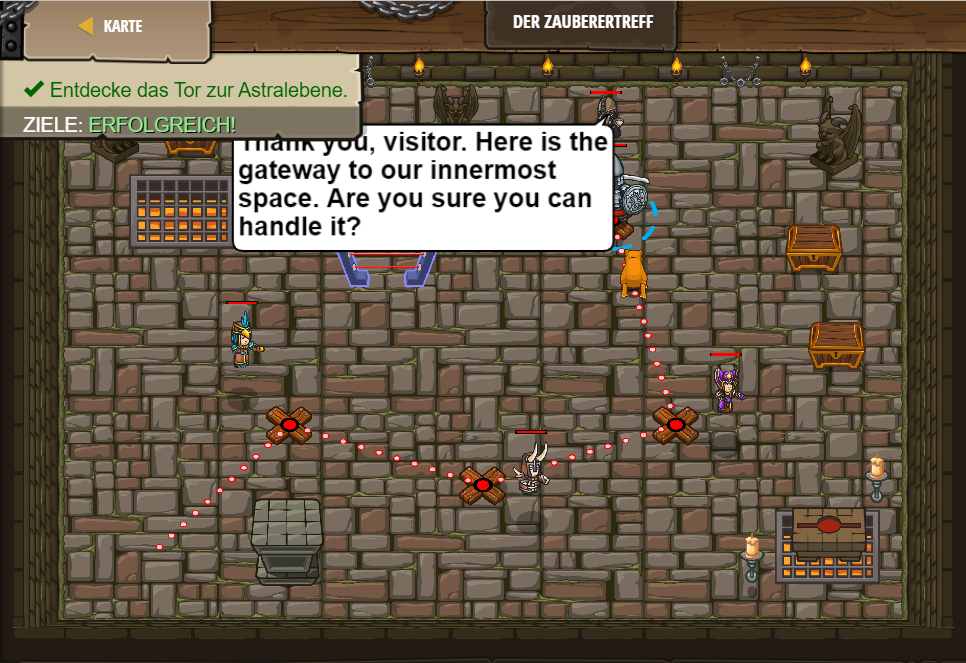 KARTE
DER ZAUBERERTREFF
Entdecke das Tor zur Astralebene.
ZIELE: ERFOLGREICH!
Thank you, visitor. Here is the
gateway to our innermost
space. Are you sure you can
handle it?